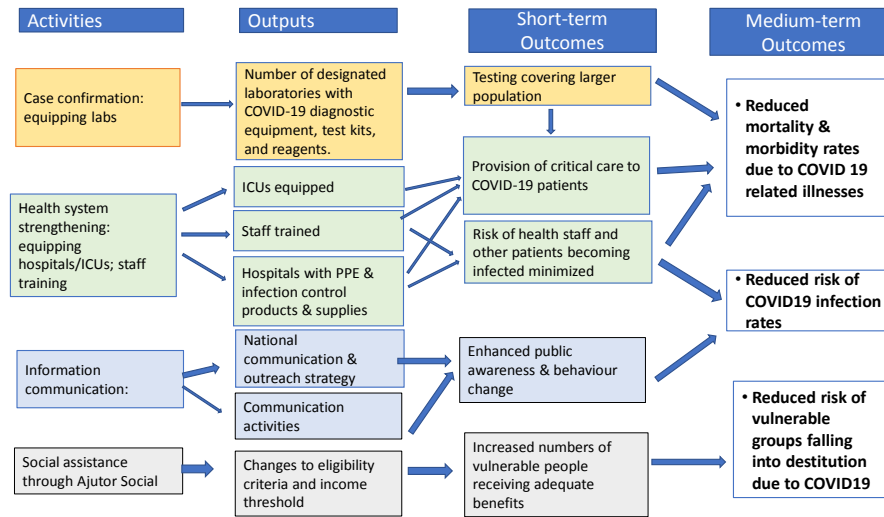 Activities
Outputs
Short-term
Outcomes
Medium-term
Outcomes
Case confirmation:
equipping labs
Number of designated
laboratories with
COVID-19 diagnostic
equipment, test kits,
and reagents.
Testing covering larger
population
• Reduced
mortality &
morbidity rates
due to COVID 19
related illnesses
Health system
strengthening:
equipping
hospitals/ICUs; staff
training
ICUs equipped
Staff trained
Hospitals with PPE &
infection control
products & supplies
Provision of critical care to
COVID-19 patients
Risk of health staff and
other patients becoming
infected minimized
• Reduced risk of
COVID19 infection
rates
Information
communication:
National
communication &
outreach strategy
Communication
activities
Enhanced public
awareness & behaviour
change
Social assistance
through Ajutor Social
Changes to eligibility
criteria and income
threshold
Increased numbers of
vulnerable people
receiving adequate
benefits
• Reduced risk of
vulnerable
groups falling
into destitution
due to COVID19